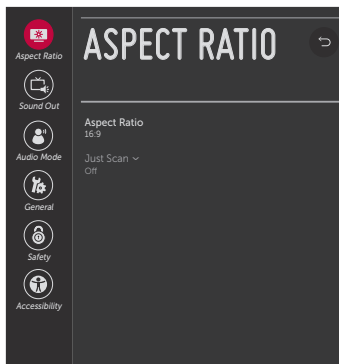 ASPECT RATIO
Aspect Ratio
Sound Out
Audio Mode
General
Safety
Accessibility
Aspect Ratio
16:9
Just Scan
Off